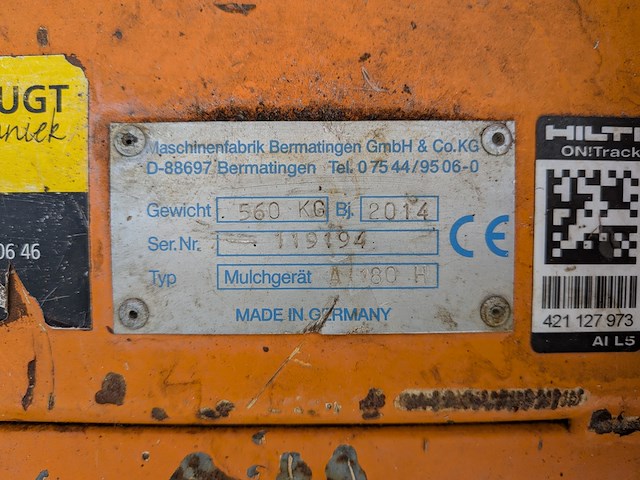 UGT
niek
06 46
Maschinenfabrik Bermatingen GmbH & Co.KG
D-88697 Bermatingen Tel. 0 75 44/95 06-0
Gewicht 560 KG Bj. 2014
Ser.Nr. 119194
Typ Mulchgerät A 180 H
CE
MADE IN GERMANY
HILTI
ON!Track
421 127 973
AI L5